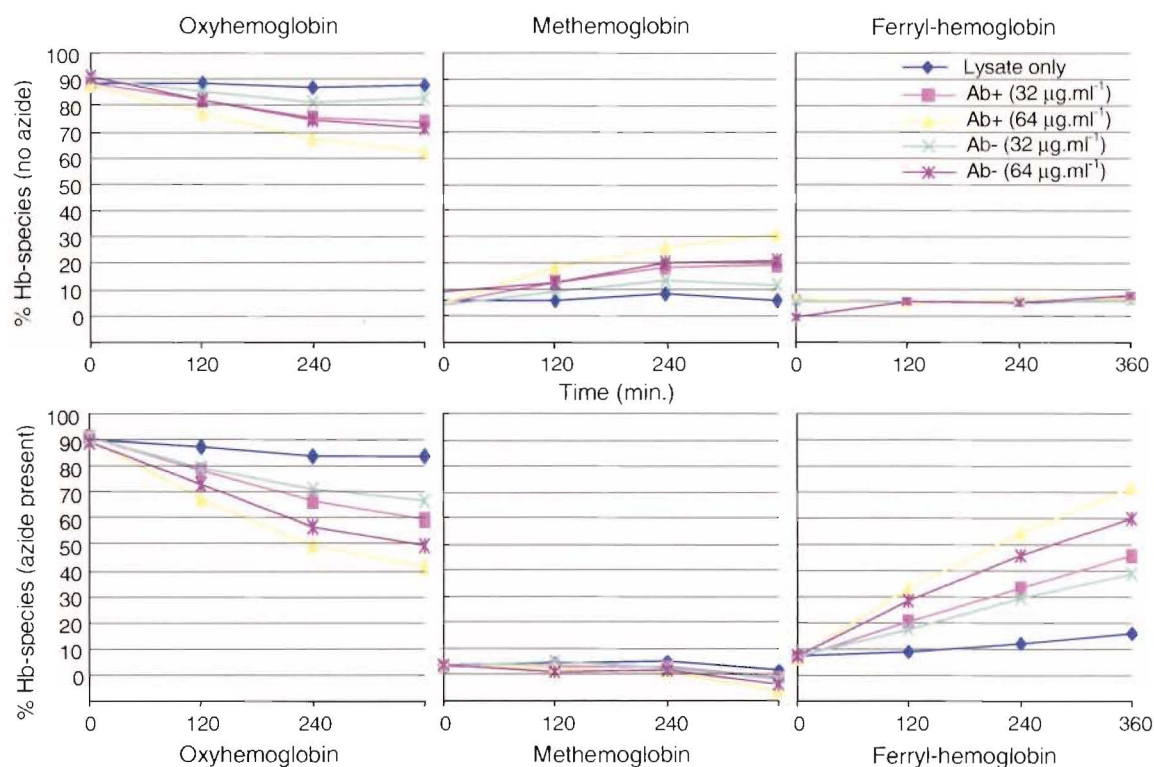 Oxyhemoglobin
Methemoglobin
Ferryl-hemoglobin
% Hb-species (no azide)
100
90
80
70
60
50
40
30
20
10
0
Lysate only
Ab+ (32 µg.ml⁻¹)
Ab+ (64 µg.ml⁻¹)
Ab- (32 µg.ml⁻¹)
Ab- (64 µg.ml⁻¹)
0 120 240
0 120 240
0 120 240 360
Time (min.)
% Hb-species (azide present)
100
90
80
70
60
50
40
30
20
10
0
0 120 240
0 120 240
0 120 240 360
Oxyhemoglobin
Methemoglobin
Ferryl-hemoglobin